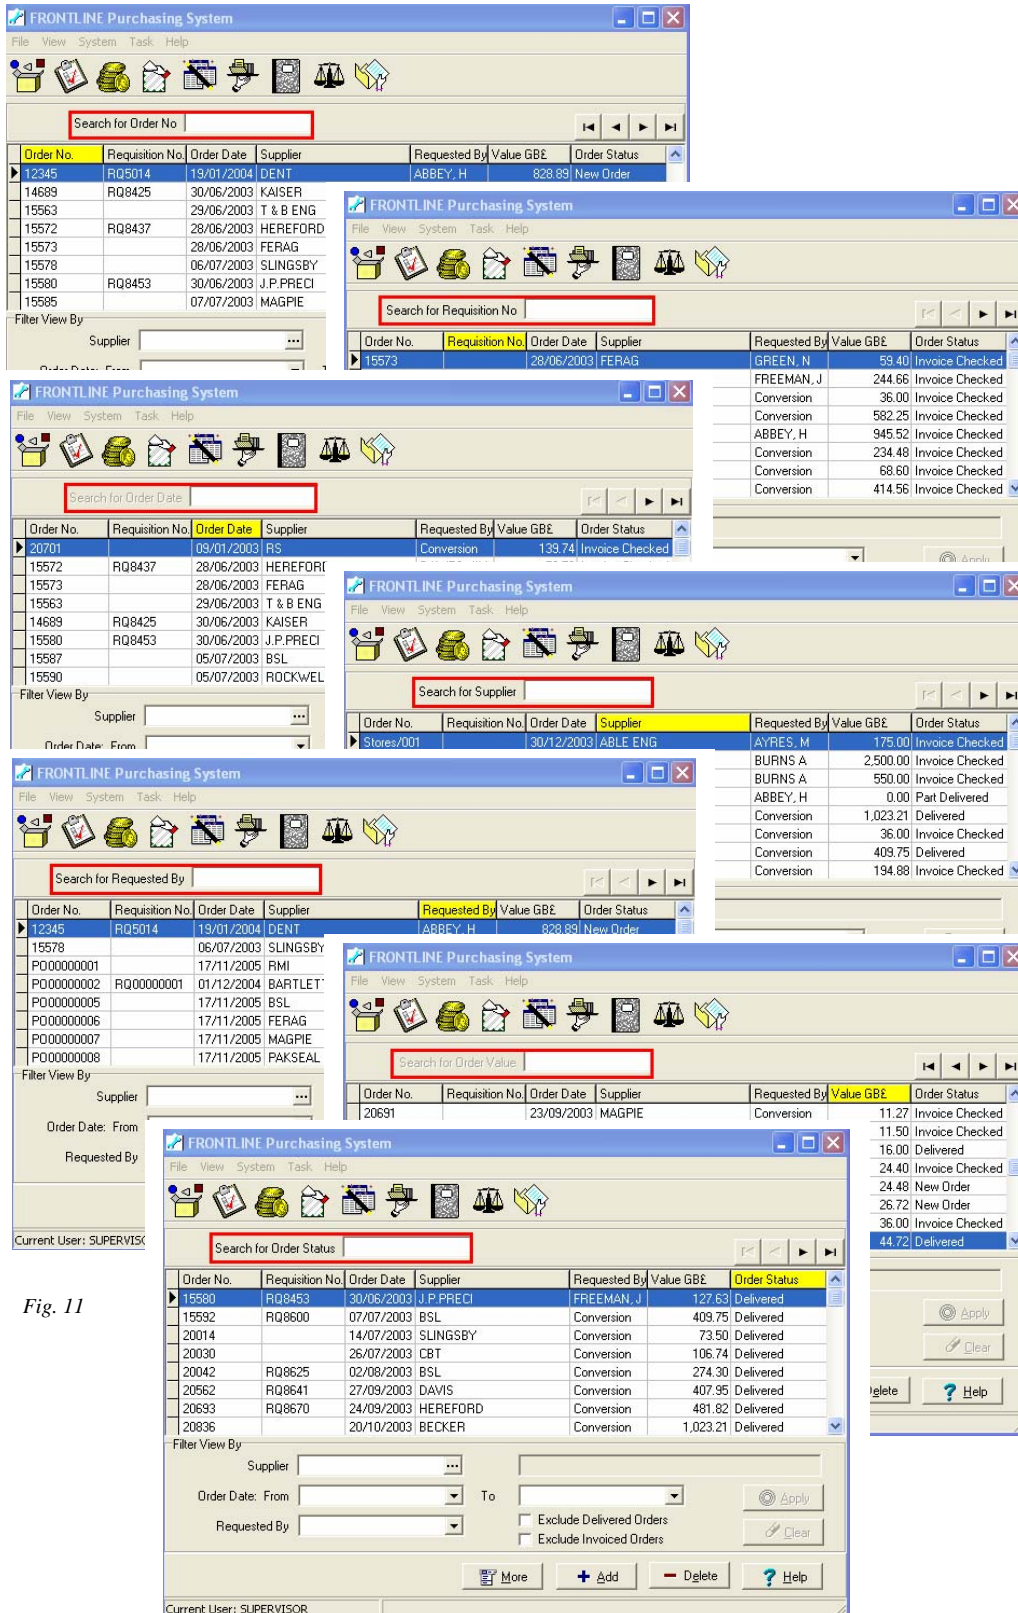 FRONTLINE Purchasing System
File View System Task Help
Search for Order No
Order No. Requisition No. Order Date Supplier Requested By Value GB£ Order Status
12345 RQ5014 19/01/2004 DENT ABBEY, H 828.89 New Order
14689 RQ8425 30/06/2003 KAISER
15563 29/06/2003 T & B ENG
15572 RQ8437 28/06/2003 HEREFORD
15573 28/06/2003 FERAG
15578 06/07/2003 SLINGSBY
15580 RQ8453 30/06/2003 J.P.PRECI
15585 07/07/2003 MAGPIE
Filter View By
Supplier
FRONTLINE Purchasing System
File View System Task Help
Search for Requisition No
Order No. Requisition No. Order Date Supplier Requested By Value GB£ Order Status
15573 28/06/2003 FERAG GREEN, N 59.40 Invoice Checked
FREEMAN, J 244.66 Invoice Checked
Conversion 36.00 Invoice Checked
Conversion 582.25 Invoice Checked
ABBEY, H 945.52 Invoice Checked
Conversion 234.48 Invoice Checked
Conversion 68.60 Invoice Checked
Conversion 414.56 Invoice Checked
FRONTLINE Purchasing System
File View System Task Help
Search for Order Date
Order No. Requisition No. Order Date Supplier Requested By Value GB£ Order Status
20701 09/01/2003 RS Conversion 139.74 Invoice Checked
15572 RQ8437 28/06/2003 HEREFORD
15573 28/06/2003 FERAG
15563 29/06/2003 T & B ENG
14689 RQ8425 30/06/2003 KAISER
15580 RQ8453 30/06/2003 J.P.PRECI
15587 05/07/2003 BSL
15590 05/07/2003 ROCKWEL
Filter View By
Supplier
Order Date: From
FRONTLINE Purchasing System
File View System Task Help
Search for Supplier
Order No. Requisition No. Order Date Supplier Requested By Value GB£ Order Status
Stores/001 30/12/2003 ABLE ENG AYRES, M 175.00 Invoice Checked
BURNS A 2,500.00 Invoice Checked
BURNS A 550.00 Invoice Checked
ABBEY, H 0.00 Part Delivered
Conversion 1,023.21 Delivered
Conversion 36.00 Invoice Checked
Conversion 409.75 Delivered
Conversion 194.88 Invoice Checked
FRONTLINE Purchasing System
File View System Task Help
Search for Requested By
Order No. Requisition No. Order Date Supplier Requested By Value GB£ Order Status
12345 RQ5014 19/01/2004 DENT ABBEY, H 828.89 New Order
15578 06/07/2003 SLINGSBY
PO00000001 17/11/2005 RMI
PO00000002 RQ00000001 01/12/2004 BARTLET
PO00000005 17/11/2005 BSL
PO00000006 17/11/2005 FERAG
PO00000007 17/11/2005 MAGPIE
PO00000008 17/11/2005 PAKSEAL
Filter View By
Supplier
Order Date: From
Requested By
Current User: SUPERVISO
FRONTLINE Purchasing System
File View System Task Help
Search for Order Value
Order No. Requisition No. Order Date Supplier Requested By Value GB£ Order Status
20691 23/09/2003 MAGPIE Conversion 11.27 Invoice Checked
11.50 Invoice Checked
16.00 Delivered
24.40 Invoice Checked
24.48 New Order
26.72 New Order
36.00 Invoice Checked
44.72 Delivered
Apply
Clear
elete Help
FRONTLINE Purchasing System
File View System Task Help
Search for Order Status
Order No. Requisition No. Order Date Supplier Requested By Value GB£ Order Status
15580 RQ8453 30/06/2003 J.P.PRECI FREEMAN, J 127.63 Delivered
15592 RQ8600 07/07/2003 BSL Conversion 409.75 Delivered
20014 14/07/2003 SLINGSBY Conversion 73.50 Delivered
20030 26/07/2003 CBT Conversion 106.74 Delivered
20042 RQ8625 02/08/2003 BSL Conversion 274.30 Delivered
20562 RQ8641 27/09/2003 DAVIS Conversion 407.95 Delivered
20693 RQ8670 24/09/2003 HEREFORD Conversion 481.82 Delivered
20836 20/10/2003 BECKER Conversion 1,023.21 Delivered
Filter View By
Supplier
Order Date: From To Apply
Requested By Exclude Delivered Orders Clear
Exclude Invoiced Orders
More Add Delete Help
Current User: SUPERVISOR
Fig. 11